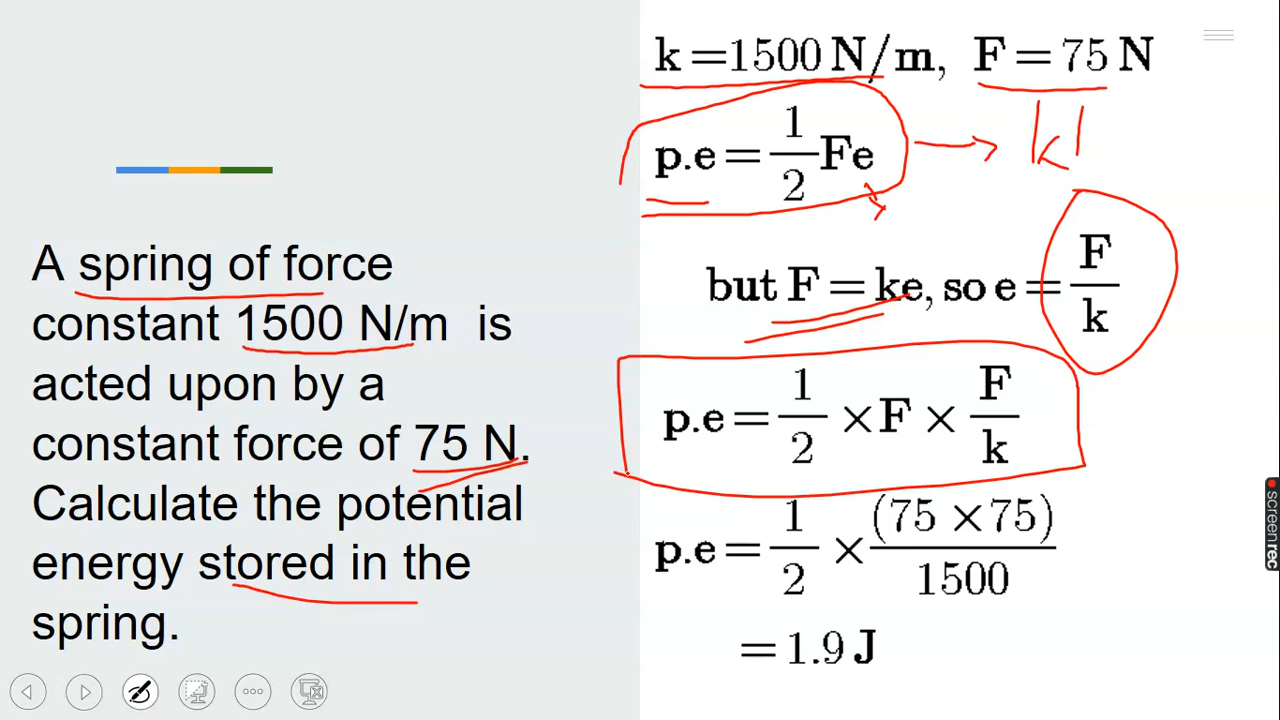 A spring of force
constant 1500 N/m is
acted upon by a
constant force of 75 N.
Calculate the potential
energy stored in the
spring.
k = 1500 N/m, F = 75 N
p.e = 1/2 Fe
but F = ke, so e = F/k
p.e = 1/2 × F × F/k
p.e = 1/2 × (75 × 75)/1500
= 1.9 J
screenrec